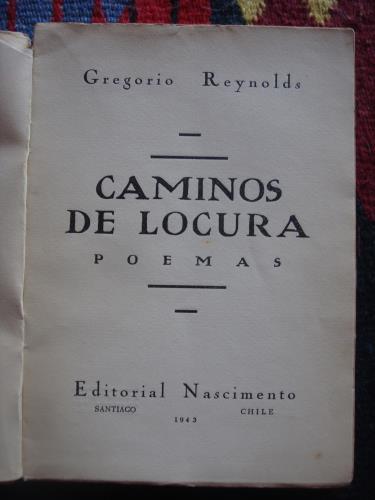 Gregorio Reynolds
CAMINOS
DE LOCURA
POEMAS
Editorial Nascimento
SANTIAGO CHILE
1943